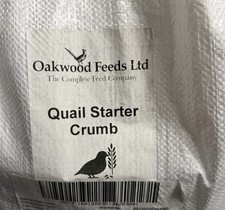 Oakwood Feeds Ltd
The Complete Feed Company
Quail Starter
Crumb